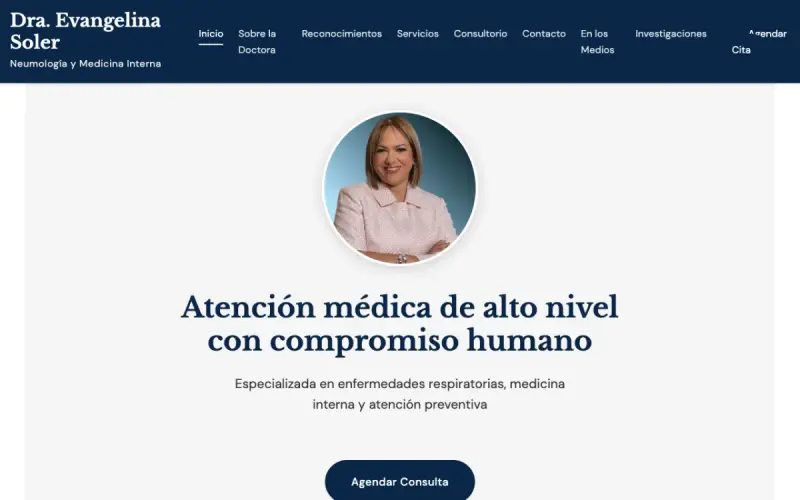 Dra. Evangelina
Soler
Neumología y Medicina Interna
Inicio
Sobre la
Doctora
Reconocimientos
Servicios
Consultorio
Contacto
En los
Medios
Investigaciones
Agendar
Cita
Atención médica de alto nivel
con compromiso humano
Especializada en enfermedades respiratorias, medicina
interna y atención preventiva
Agendar Consulta